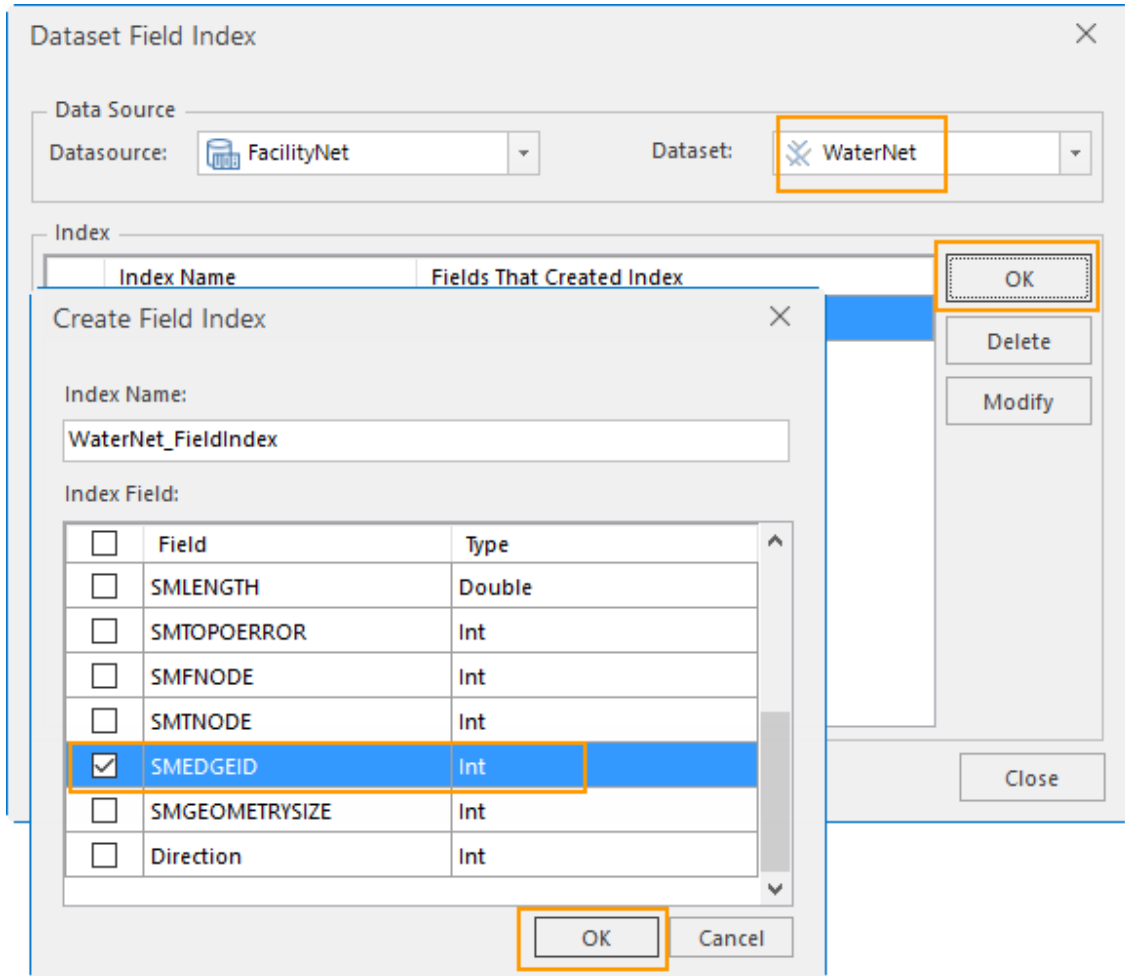 Dataset Field Index
Data Source
Datasource: FacilityNet Dataset: WaterNet
Index
Index Name Fields That Created Index OK
Delete
Modify
Close
Create Field Index
Index Name:
WaterNet_FieldIndex
Index Field:
Field Type
SMLENGTH Double
SMTOPOERROR Int
SMFNODE Int
SMTNODE Int
SMEDGEID Int
SMGEOMETRYSIZE Int
Direction Int
OK Cancel